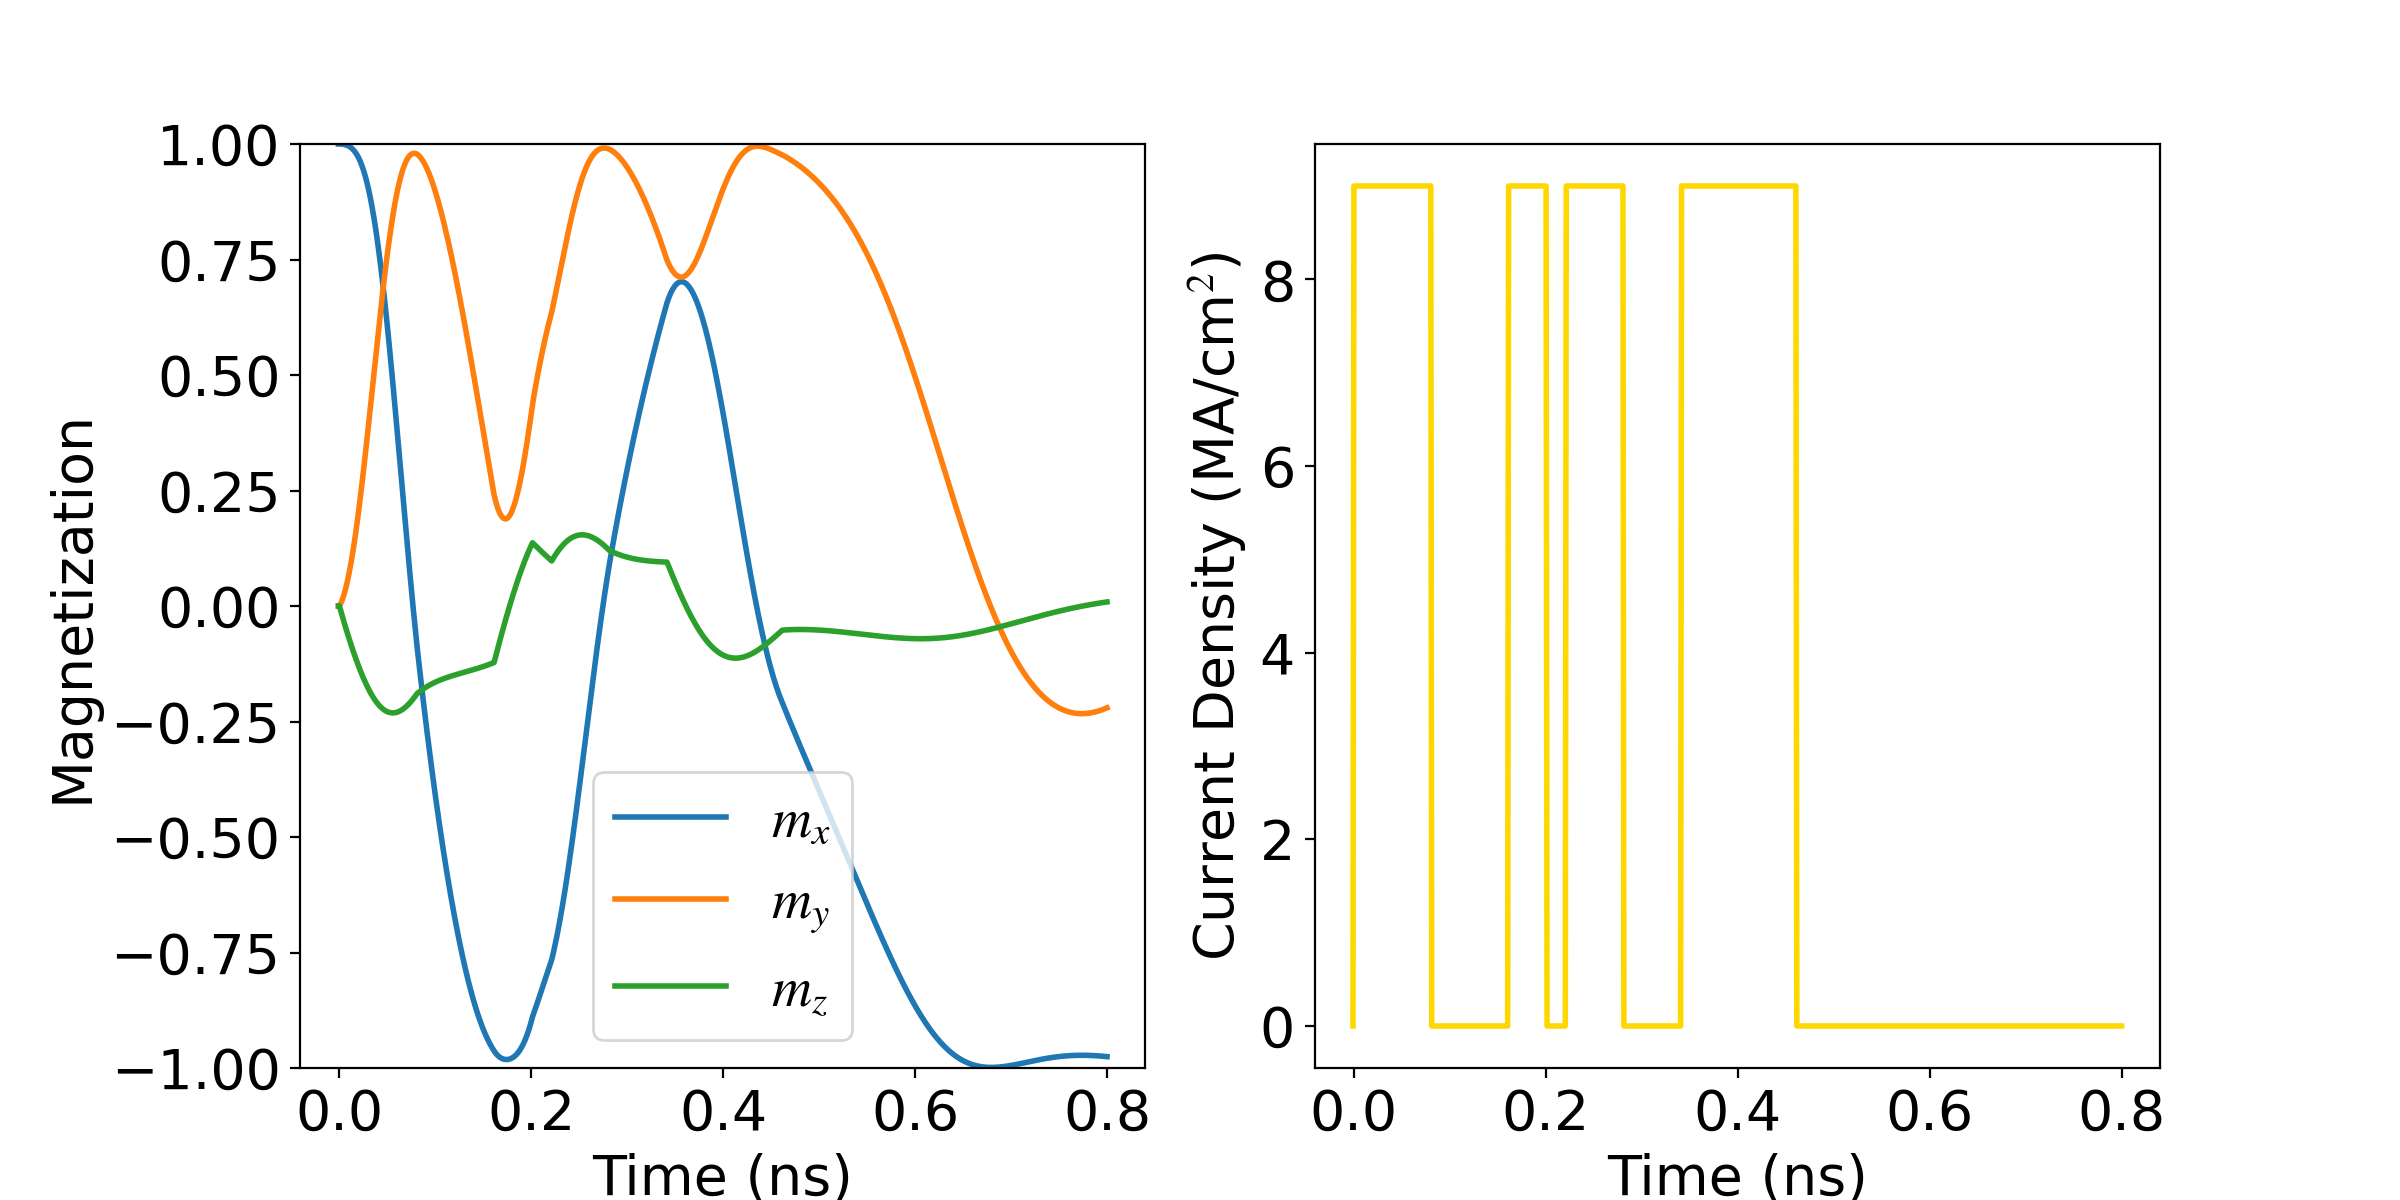 1.00
0.75
0.50
0.25
0.00
−0.25
−0.50
−0.75
−1.00
Magnetization
0.0 0.2 0.4 0.6 0.8
Time (ns)
m_x
m_y
m_z
8
6
4
2
0
Current Density (MA/cm²)
0.0 0.2 0.4 0.6 0.8
Time (ns)